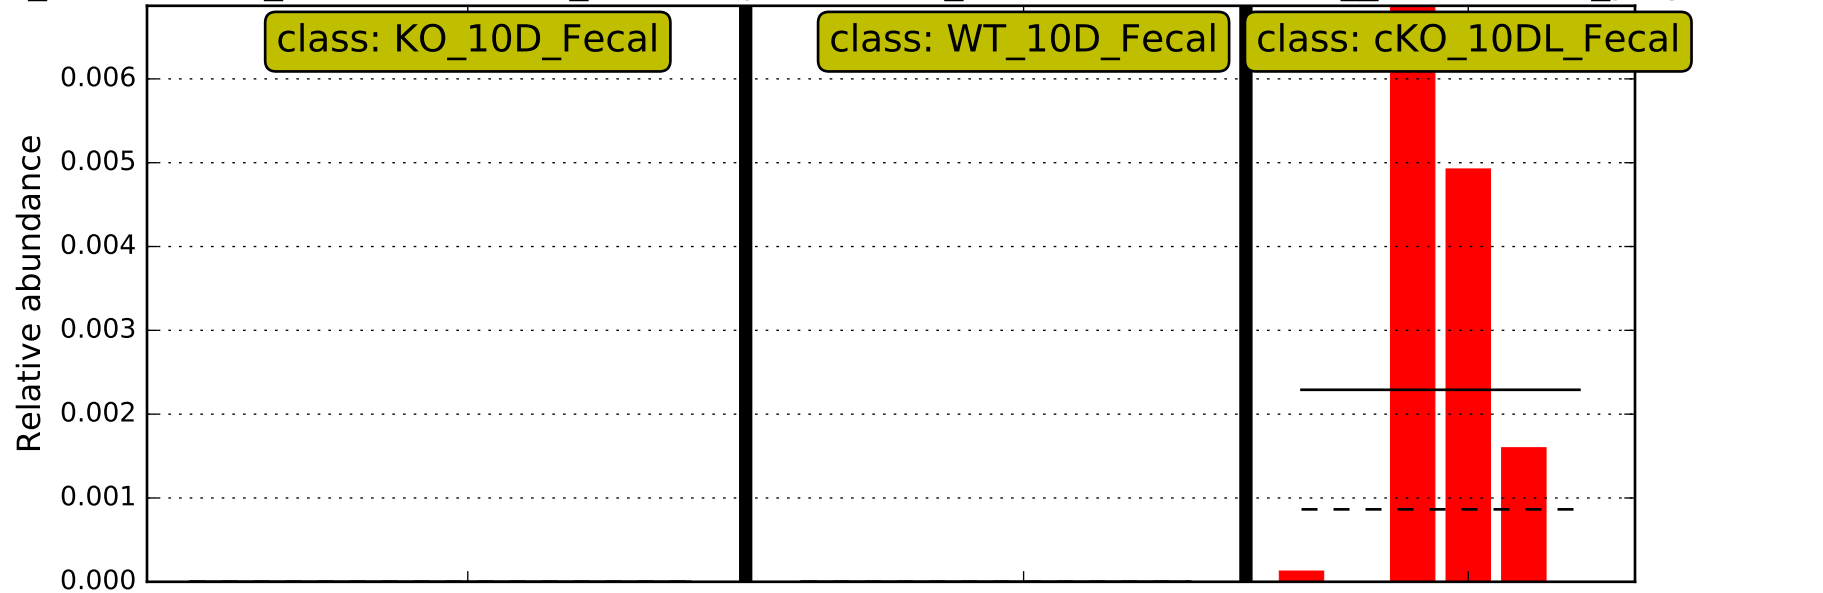 class: KO_10D_Fecal
class: WT_10D_Fecal
class: cKO_10DL_Fecal
0.006
0.005
0.004
0.003
0.002
0.001
0.000
Relative abundance